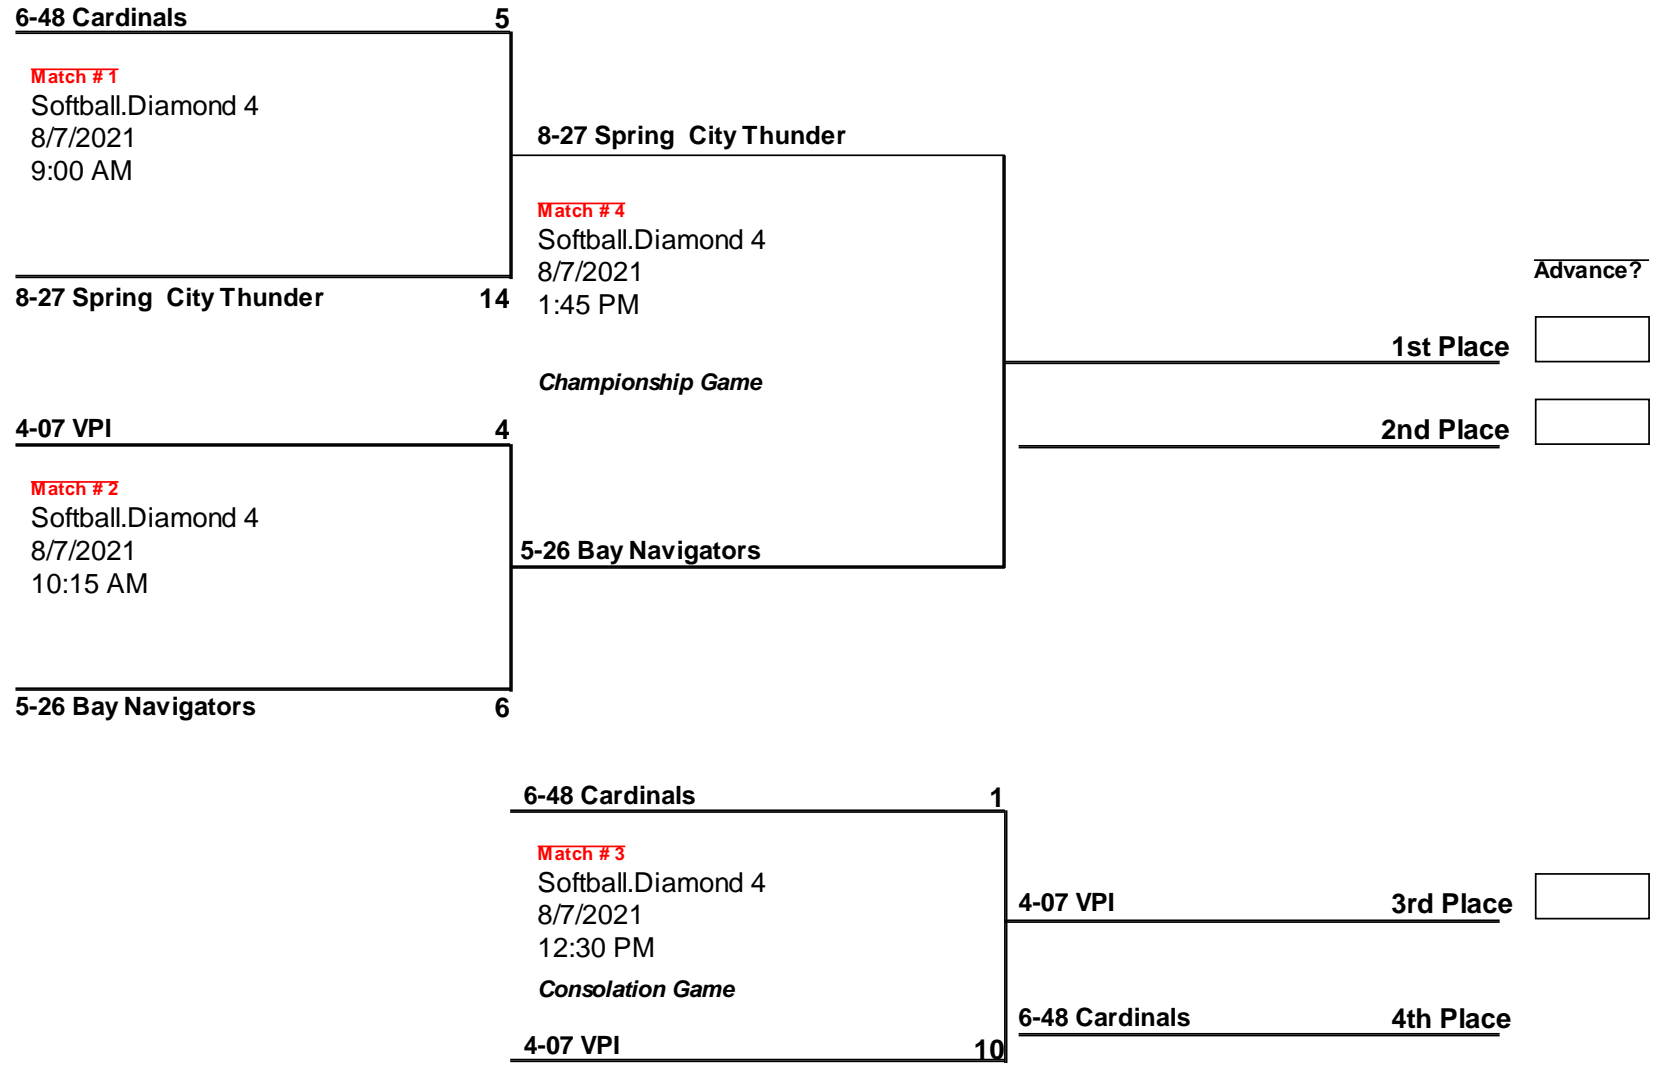 6-48 Cardinals 5
Match # 1
Softball.Diamond 4
8/7/2021
9:00 AM
8-27 Spring  City Thunder 14
8-27 Spring  City Thunder
Match # 4
Softball.Diamond 4
8/7/2021
1:45 PM
Championship Game
Advance?
1st Place
2nd Place
4-07 VPI 4
Match # 2
Softball.Diamond 4
8/7/2021
10:15 AM
5-26 Bay Navigators 6
5-26 Bay Navigators
6-48 Cardinals 1
Match # 3
Softball.Diamond 4
8/7/2021
12:30 PM
Consolation Game
4-07 VPI 10
4-07 VPI 3rd Place
6-48 Cardinals 4th Place